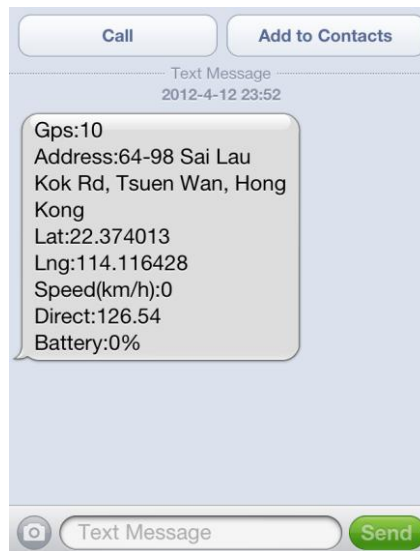 Call
Add to Contacts
Text Message
2012-4-12 23:52
Gps:10
Address:64-98 Sai Lau
Kok Rd, Tsuen Wan, Hong
Kong
Lat:22.374013
Lng:114.116428
Speed(km/h):0
Direct:126.54
Battery:0%
Text Message
Send